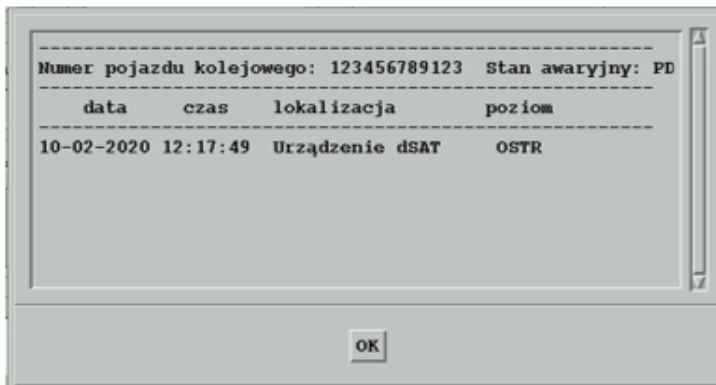 Numer pojazdu kolejowego: 123456789123 Stan awaryjny: PD
data czas lokalizacja poziom
10-02-2020 12:17:49 Urządzenie dSAT OSTR
OK